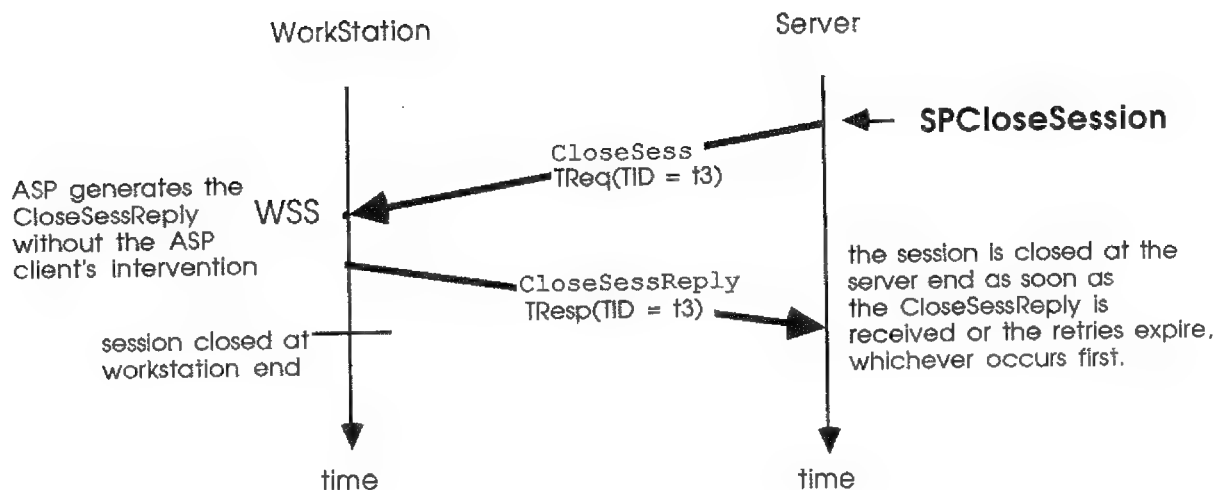 WorkStation
Server
SPCloseSession
CloseSess
TReq(TID = t3)
ASP generates the
CloseSessReply
without the ASP
client's intervention
WSS
CloseSessReply
TResp(TID = t3)
the session is closed at the
server end as soon as
the CloseSessReply is
received or the retries expire,
whichever occurs first.
session closed at
workstation end
time
time